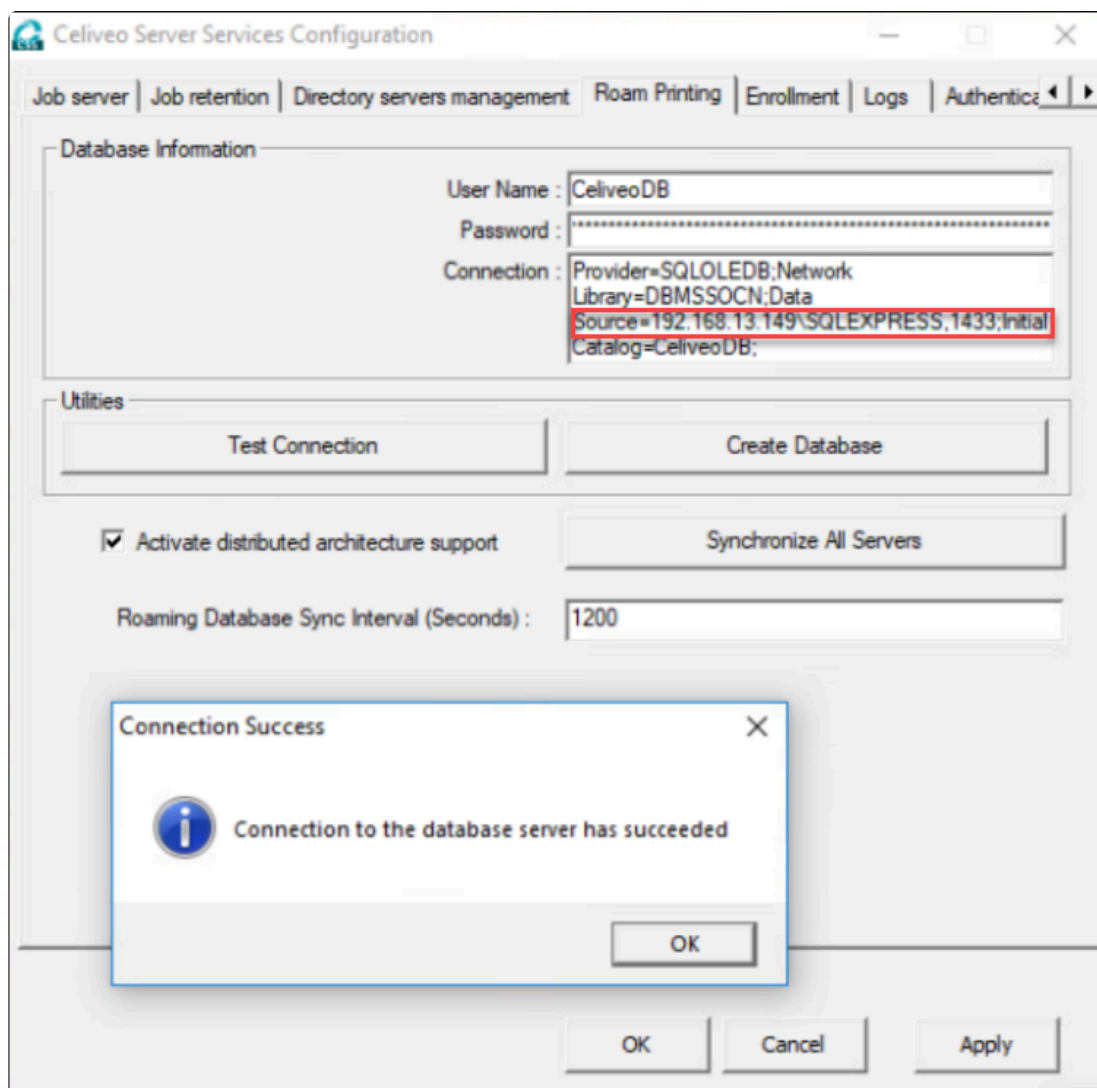 CSS
Celiveo Server Services Configuration
Job server Job retention Directory servers management Roam Printing Enrollment Logs Authentica
Database Information
User Name : CeliveoDB
Password : 
Connection : Provider=SQLOLEDB;Network
Library=DBMSSOCN;Data
Source=192.168.13.149\SQLEXPRESS,1433;Initial
Catalog=CeliveoDB;
Utilities
Test Connection Create Database
Activate distributed architecture support Synchronize All Servers
Roaming Database Sync Interval (Seconds) : 1200
Connection Success
Connection to the database server has succeeded
OK
OK Cancel Apply